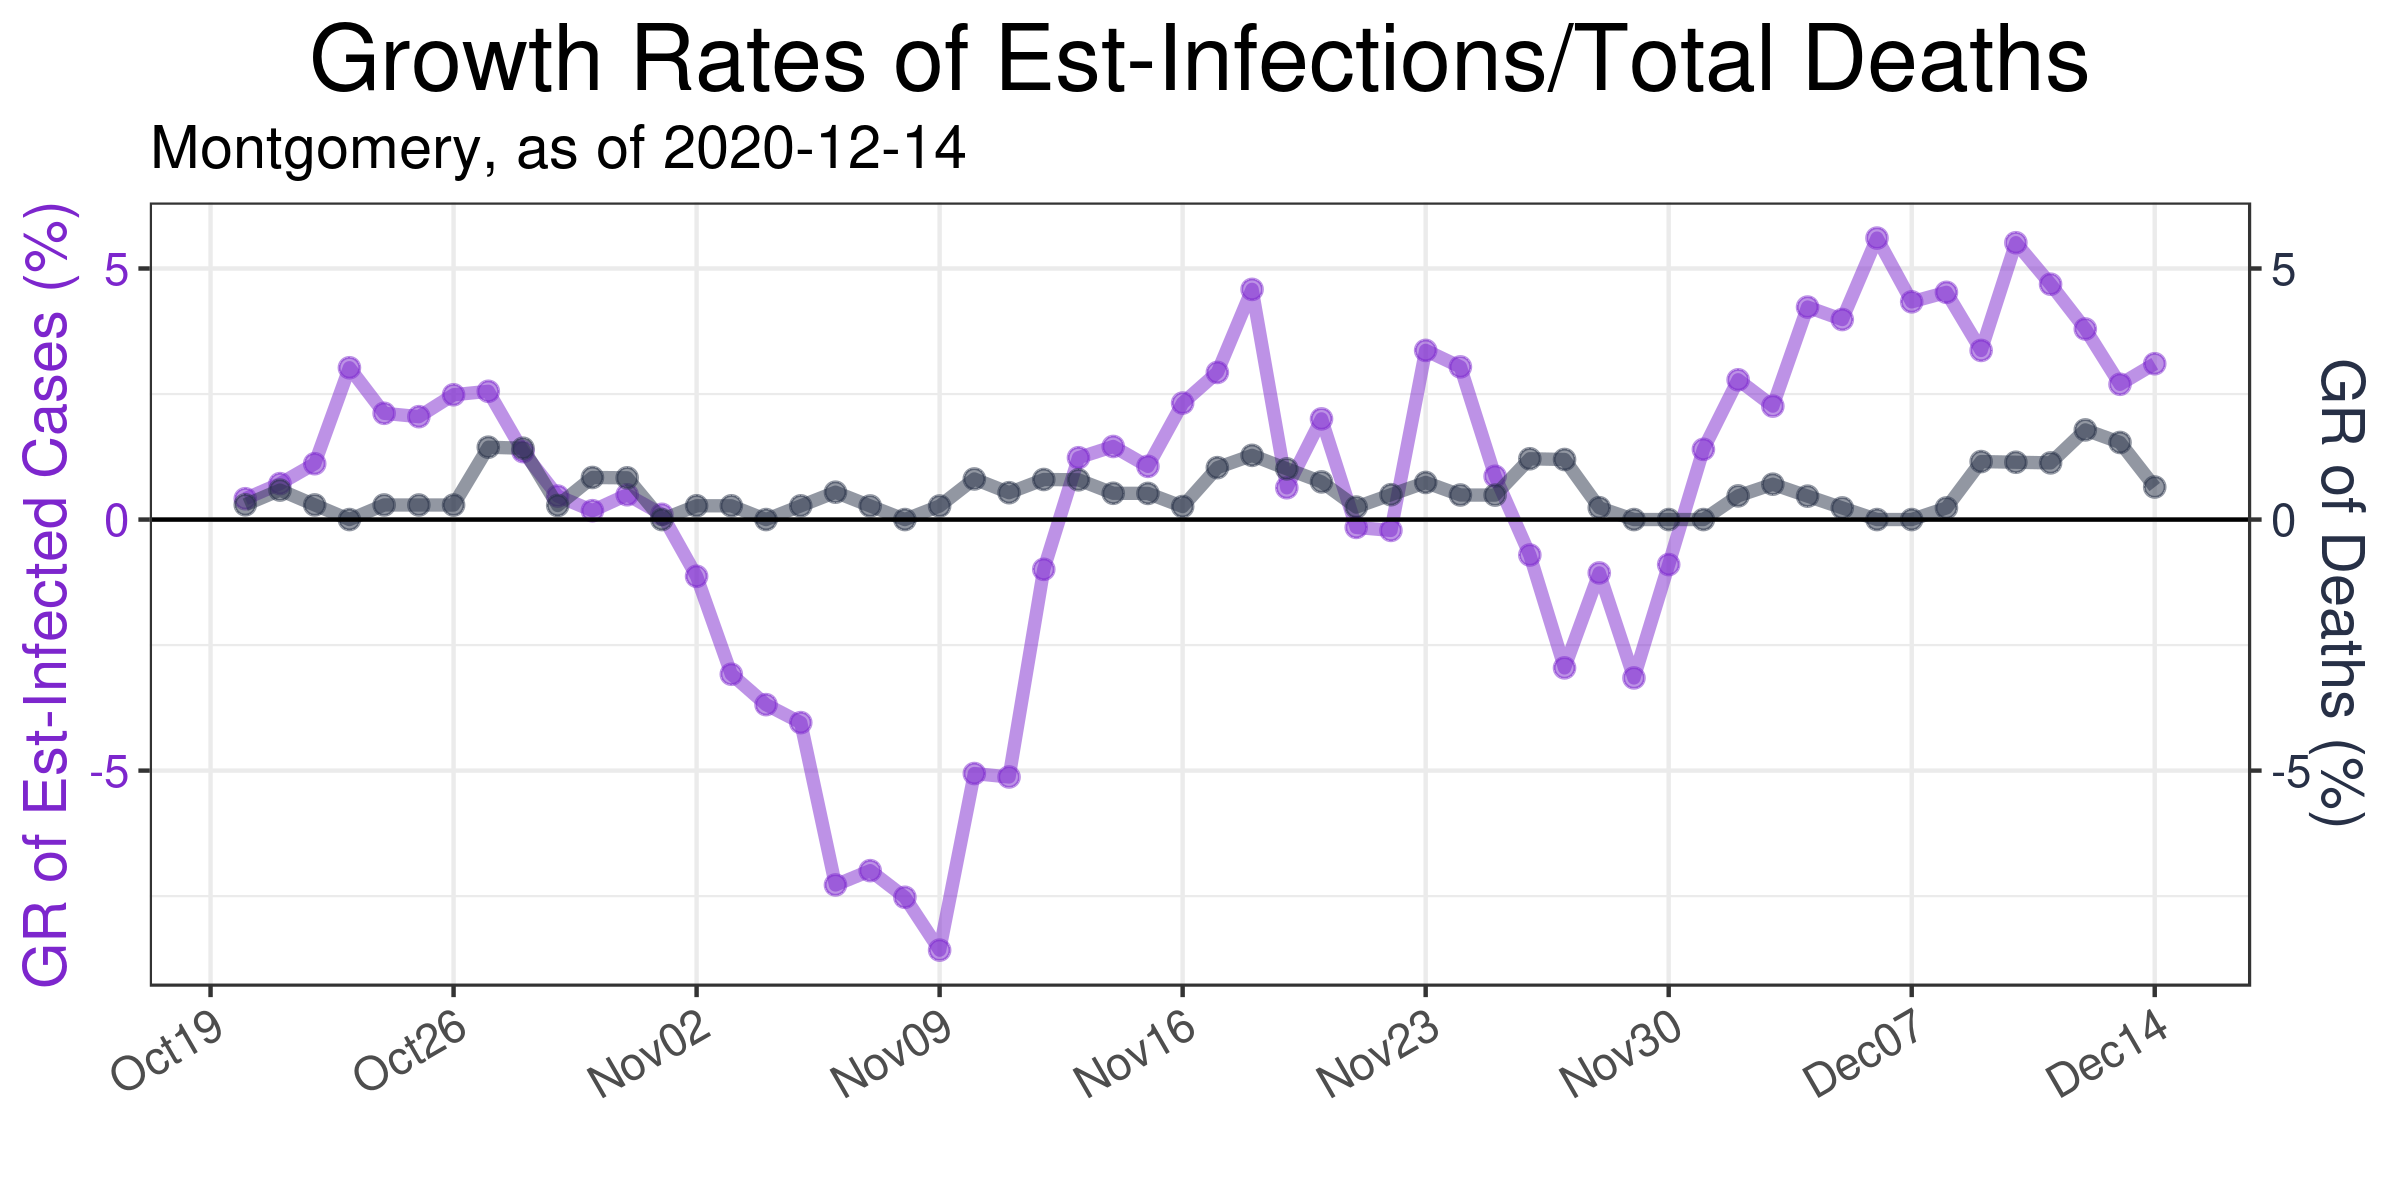 Growth Rates of Est-Infections/Total Deaths
Montgomery, as of 2020-12-14
GR of Est-Infected Cases (%)
5
0
-5
5
0
-5
GR of Deaths (%)
Oct19
Oct26
Nov02
Nov09
Nov16
Nov23
Nov30
Dec07
Dec14